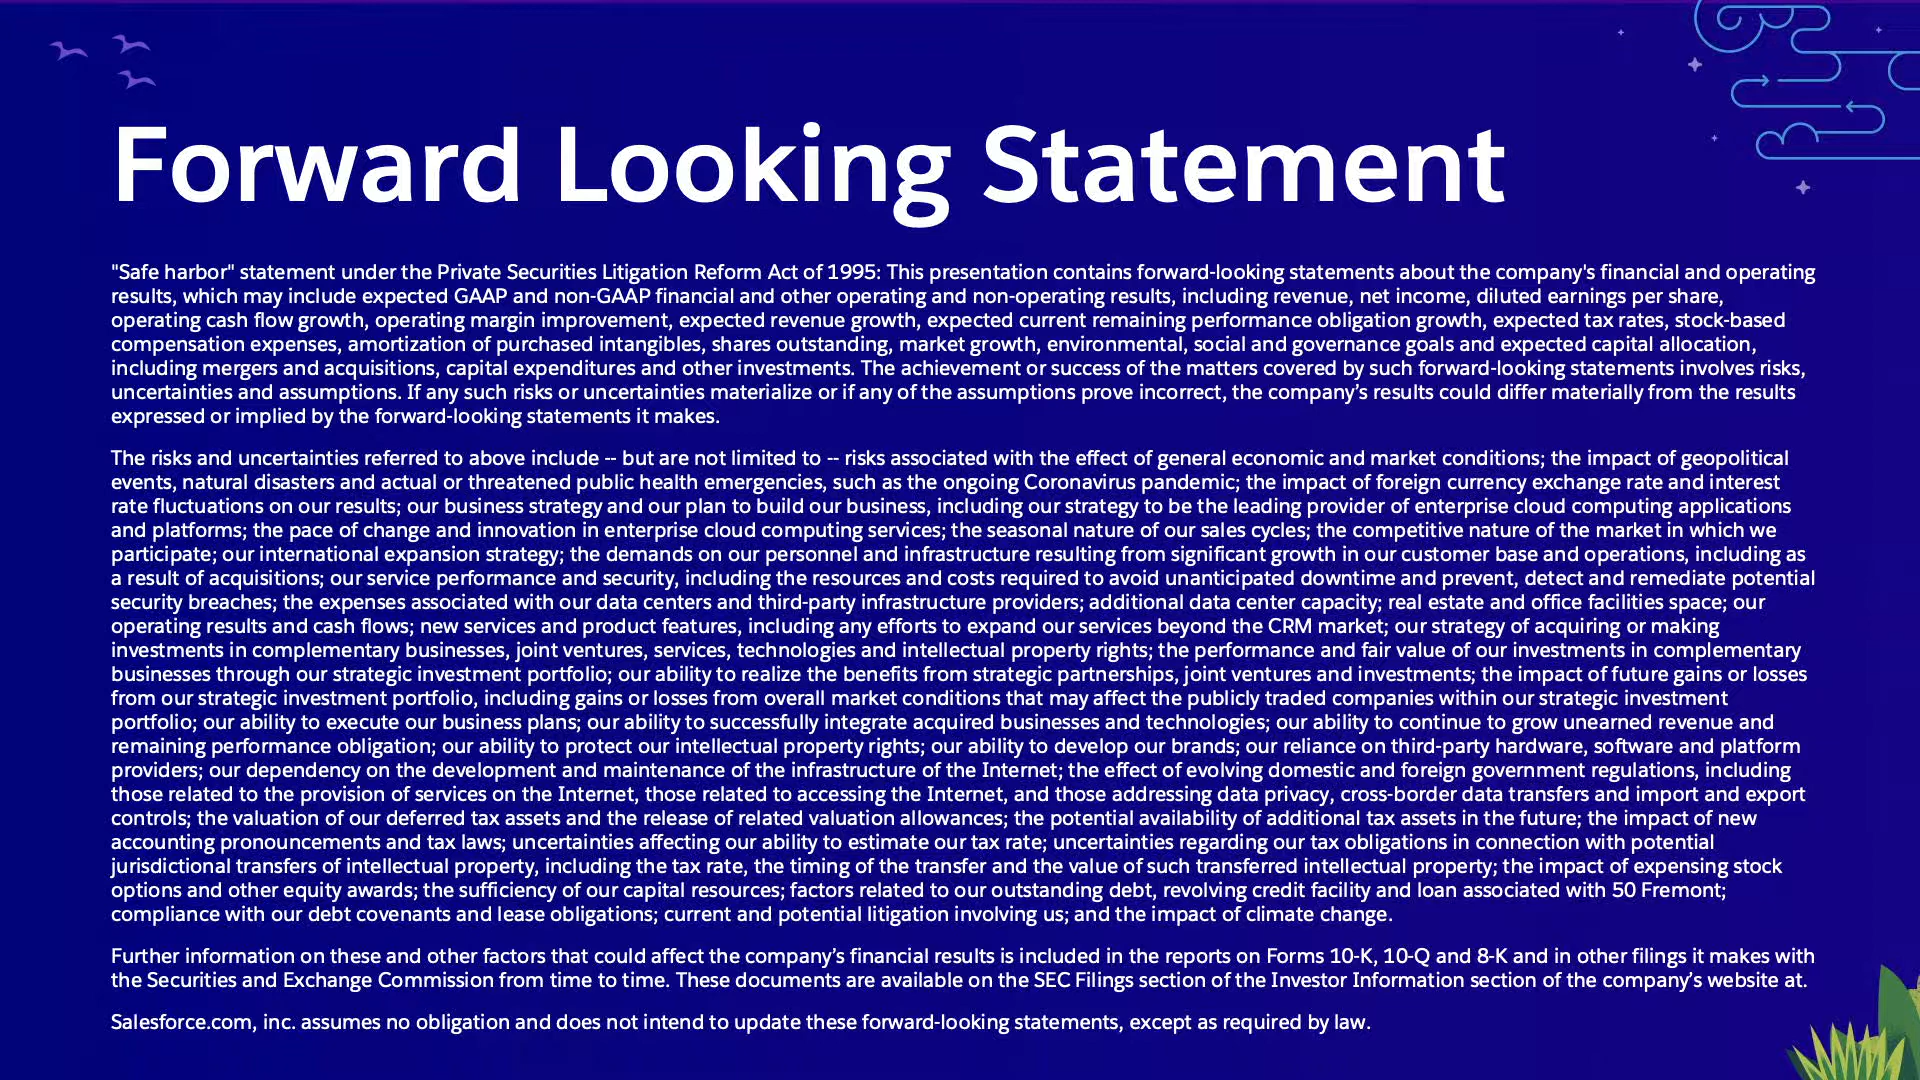 Forward Looking Statement
"Safe harbor" statement under the Private Securities Litigation Reform Act of 1995: This presentation contains forward-looking statements about the company's financial and operating
results, which may include expected GAAP and non-GAAP financial and other operating and non-operating results, including revenue, net income, diluted earnings per share,
operating cash flow growth, operating margin improvement, expected revenue growth, expected current remaining performance obligation growth, expected tax rates, stock-based
compensation expenses, amortization of purchased intangibles, shares outstanding, market growth, environmental, social and governance goals and expected capital allocation,
including mergers and acquisitions, capital expenditures and other investments. The achievement or success of the matters covered by such forward-looking statements involves risks,
uncertainties and assumptions. If any such risks or uncertainties materialize or if any of the assumptions prove incorrect, the company’s results could differ materially from the results
expressed or implied by the forward-looking statements it makes.
The risks and uncertainties referred to above include -- but are not limited to -- risks associated with the effect of general economic and market conditions; the impact of geopolitical
events, natural disasters and actual or threatened public health emergencies, such as the ongoing Coronavirus pandemic; the impact of foreign currency exchange rate and interest
rate fluctuations on our results; our business strategy and our plan to build our business, including our strategy to be the leading provider of enterprise cloud computing applications
and platforms; the pace of change and innovation in enterprise cloud computing services; the seasonal nature of our sales cycles; the competitive nature of the market in which we
participate; our international expansion strategy; the demands on our personnel and infrastructure resulting from significant growth in our customer base and operations, including as
a result of acquisitions; our service performance and security, including the resources and costs required to avoid unanticipated downtime and prevent, detect and remediate potential
security breaches; the expenses associated with our data centers and third-party infrastructure providers; additional data center capacity; real estate and office facilities space; our
operating results and cash flows; new services and product features, including any efforts to expand our services beyond the CRM market; our strategy of acquiring or making
investments in complementary businesses, joint ventures, services, technologies and intellectual property rights; the performance and fair value of our investments in complementary
businesses through our strategic investment portfolio; our ability to realize the benefits from strategic partnerships, joint ventures and investments; the impact of future gains or losses
from our strategic investment portfolio, including gains or losses from overall market conditions that may affect the publicly traded companies within our strategic investment
portfolio; our ability to execute our business plans; our ability to successfully integrate acquired businesses and technologies; our ability to continue to grow unearned revenue and
remaining performance obligation; our ability to protect our intellectual property rights; our ability to develop our brands; our reliance on third-party hardware, software and platform
providers; our dependency on the development and maintenance of the infrastructure of the Internet; the effect of evolving domestic and foreign government regulations, including
those related to the provision of services on the Internet, those related to accessing the Internet, and those addressing data privacy, cross-border data transfers and import and export
controls; the valuation of our deferred tax assets and the release of related valuation allowances; the potential availability of additional tax assets in the future; the impact of new
accounting pronouncements and tax laws; uncertainties affecting our ability to estimate our tax rate; uncertainties regarding our tax obligations in connection with potential
jurisdictional transfers of intellectual property, including the tax rate, the timing of the transfer and the value of such transferred intellectual property; the impact of expensing stock
options and other equity awards; the sufficiency of our capital resources; factors related to our outstanding debt, revolving credit facility and loan associated with 50 Fremont;
compliance with our debt covenants and lease obligations; current and potential litigation involving us; and the impact of climate change.
Further information on these and other factors that could affect the company’s financial results is included in the reports on Forms 10-K, 10-Q and 8-K and in other filings it makes with
the Securities and Exchange Commission from time to time. These documents are available on the SEC Filings section of the Investor Information section of the company’s website at.
Salesforce.com, inc. assumes no obligation and does not intend to update these forward-looking statements, except as required by law.